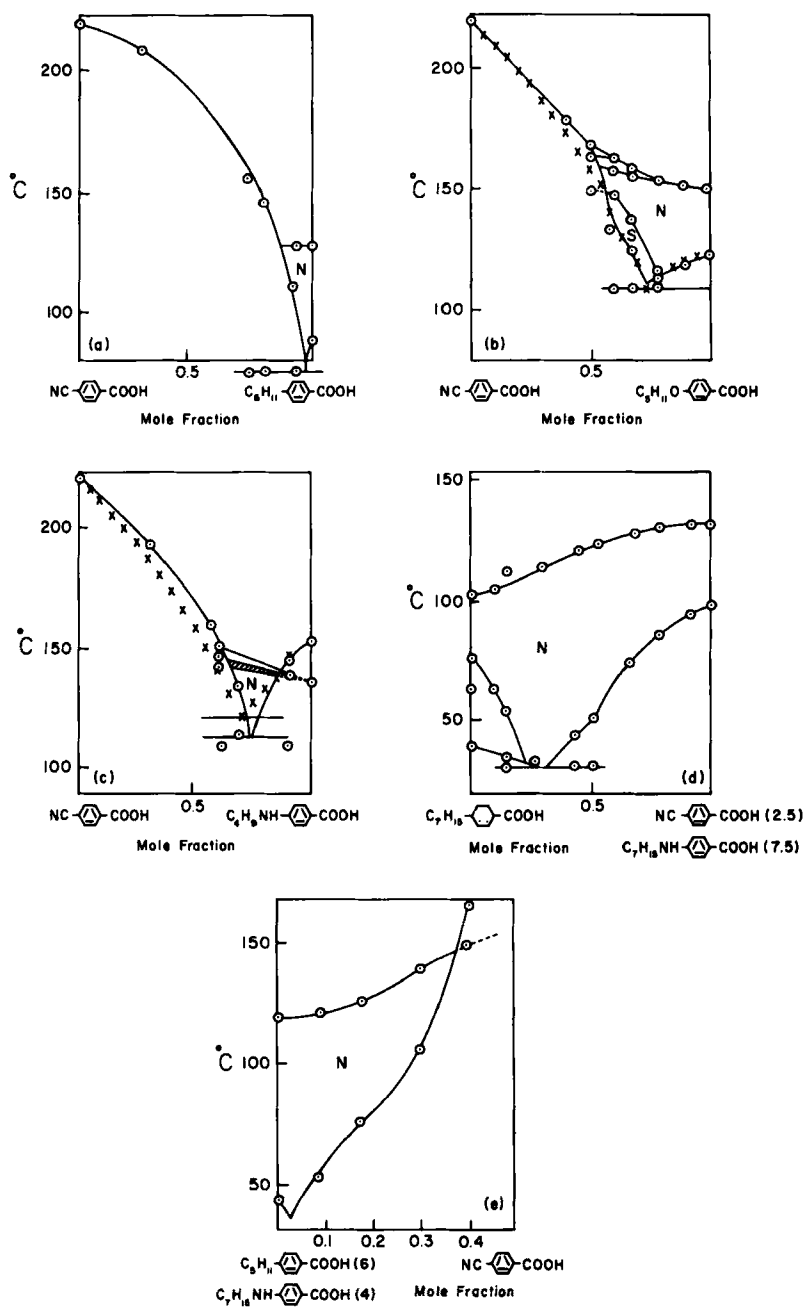 200
150
100
°C
(a)
N
0.5
NC- -COOH
C₆H₁₁- -COOH
Mole Fraction
200
150
100
°C
(b)
N
S
0.5
NC- -COOH
C₅H₁₁O- -COOH
Mole Fraction
200
150
100
°C
(c)
N
0.5
NC- -COOH
C₄H₉NH- -COOH
Mole Fraction
150
100
50
°C
(d)
N
0.5
C₇H₁₅- -COOH
NC- -COOH (2.5)
Mole Fraction
C₇H₁₅NH- -COOH (7.5)
150
100
50
°C
(e)
N
0.1 0.2 0.3 0.4
C₅H₁₁- -COOH (6)
NC- -COOH
C₇H₁₅NH- -COOH (4)
Mole Fraction